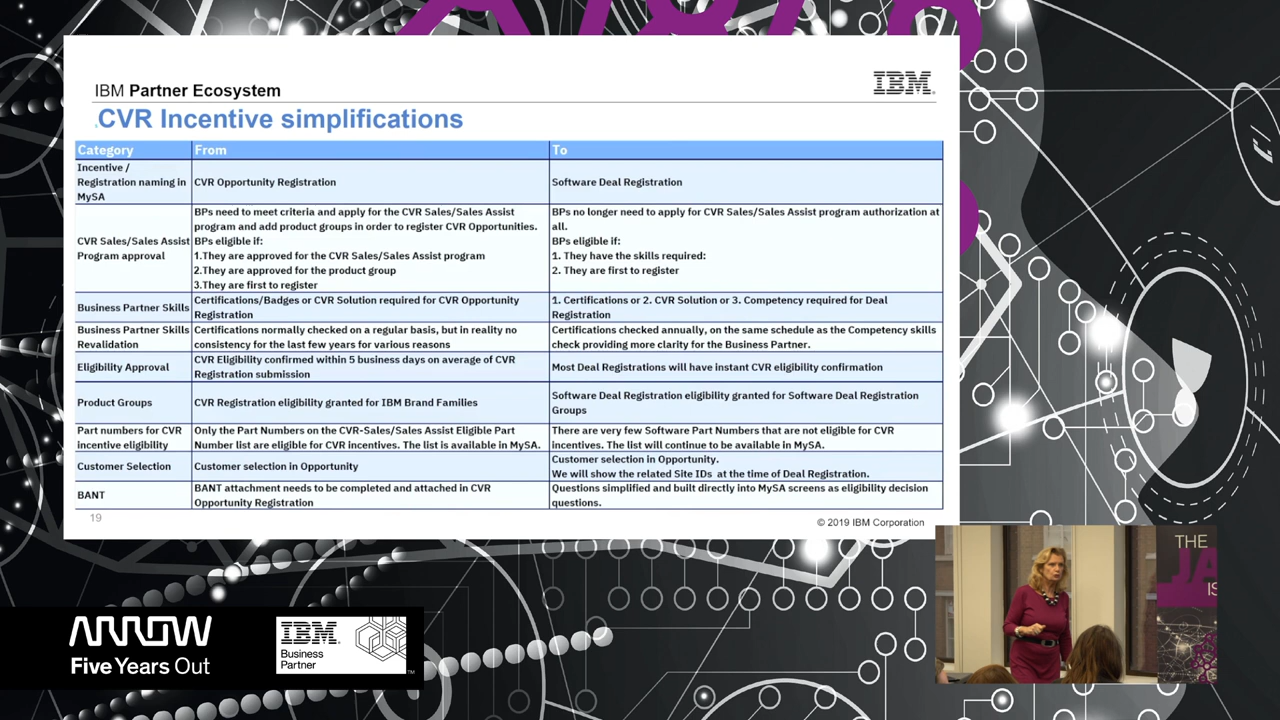 IBM Partner Ecosystem
IBM
CVR Incentive simplifications
Category From To
Incentive /
Registration naming in
MySA
CVR Opportunity Registration
Software Deal Registration
CVR Sales/Sales Assist
Program approval
BPs need to meet criteria and apply for the CVR Sales/Sales Assist
program and add product groups in order to register CVR Opportunities.
BPs eligible if:
1.They are approved for the CVR Sales/Sales Assist program
2.They are approved for the product group
3.They are first to register
BPs no longer need to apply for CVR Sales/Sales Assist program authorization at
all.
BPs eligible if:
1. They have the skills required:
2. They are first to register
Business Partner Skills
Certifications/Badges or CVR Solution required for CVR Opportunity
Registration
1. Certifications or 2. CVR Solution or 3. Competency required for Deal
Registration
Business Partner Skills
Revalidation
Certifications normally checked on a regular basis, but in reality no
consistency for the last few years for various reasons
Certifications checked annually, on the same schedule as the Competency skills
check providing more clarity for the Business Partner.
Eligibility Approval
CVR Eligibility confirmed within 5 business days on average of CVR
Registration submission
Most Deal Registrations will have instant CVR eligibility confirmation
Product Groups
CVR Registration eligibility granted for IBM Brand Families
Software Deal Registration eligibility granted for Software Deal Registration
Groups
Part numbers for CVR
incentive eligibility
Only the Part Numbers on the CVR-Sales/Sales Assist Eligible Part
Number list are eligible for CVR incentives. The list is available in MySA.
There are very few Software Part Numbers that are not eligible for CVR
incentives. The list will continue to be available in MySA.
Customer Selection
Customer selection in Opportunity
Customer selection in Opportunity.
We will show the related Site IDs at the time of Deal Registration.
BANT
BANT attachment needs to be completed and attached in CVR
Opportunity Registration
Questions simplified and built directly into MySA screens as eligibility decision
questions.
19
© 2019 IBM Corporation
ARROW
Five Years Out
IBM
Business
Partner
TM
THE
IS